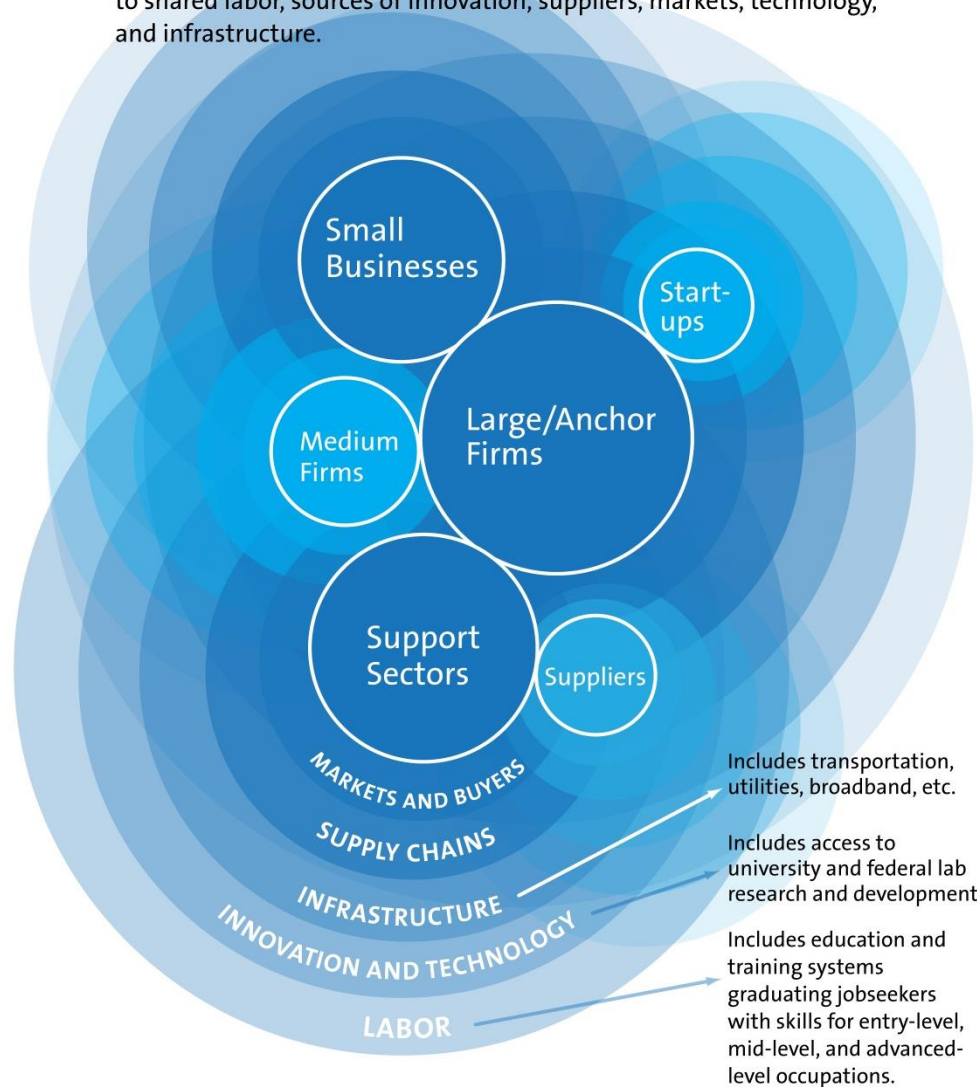 to shared labor, sources of innovation, suppliers, markets, technology,
and infrastructure.
Small
Businesses
Start-
ups
Large/Anchor
Firms
Medium
Firms
Support
Sectors
Suppliers
MARKETS AND BUYERS
SUPPLY CHAINS
INFRASTRUCTURE
INNOVATION AND TECHNOLOGY
LABOR
Includes transportation,
utilities, broadband, etc.
Includes access to
university and federal lab
research and development
Includes education and
training systems
graduating jobseekers
with skills for entry-level,
mid-level, and advanced-
level occupations.